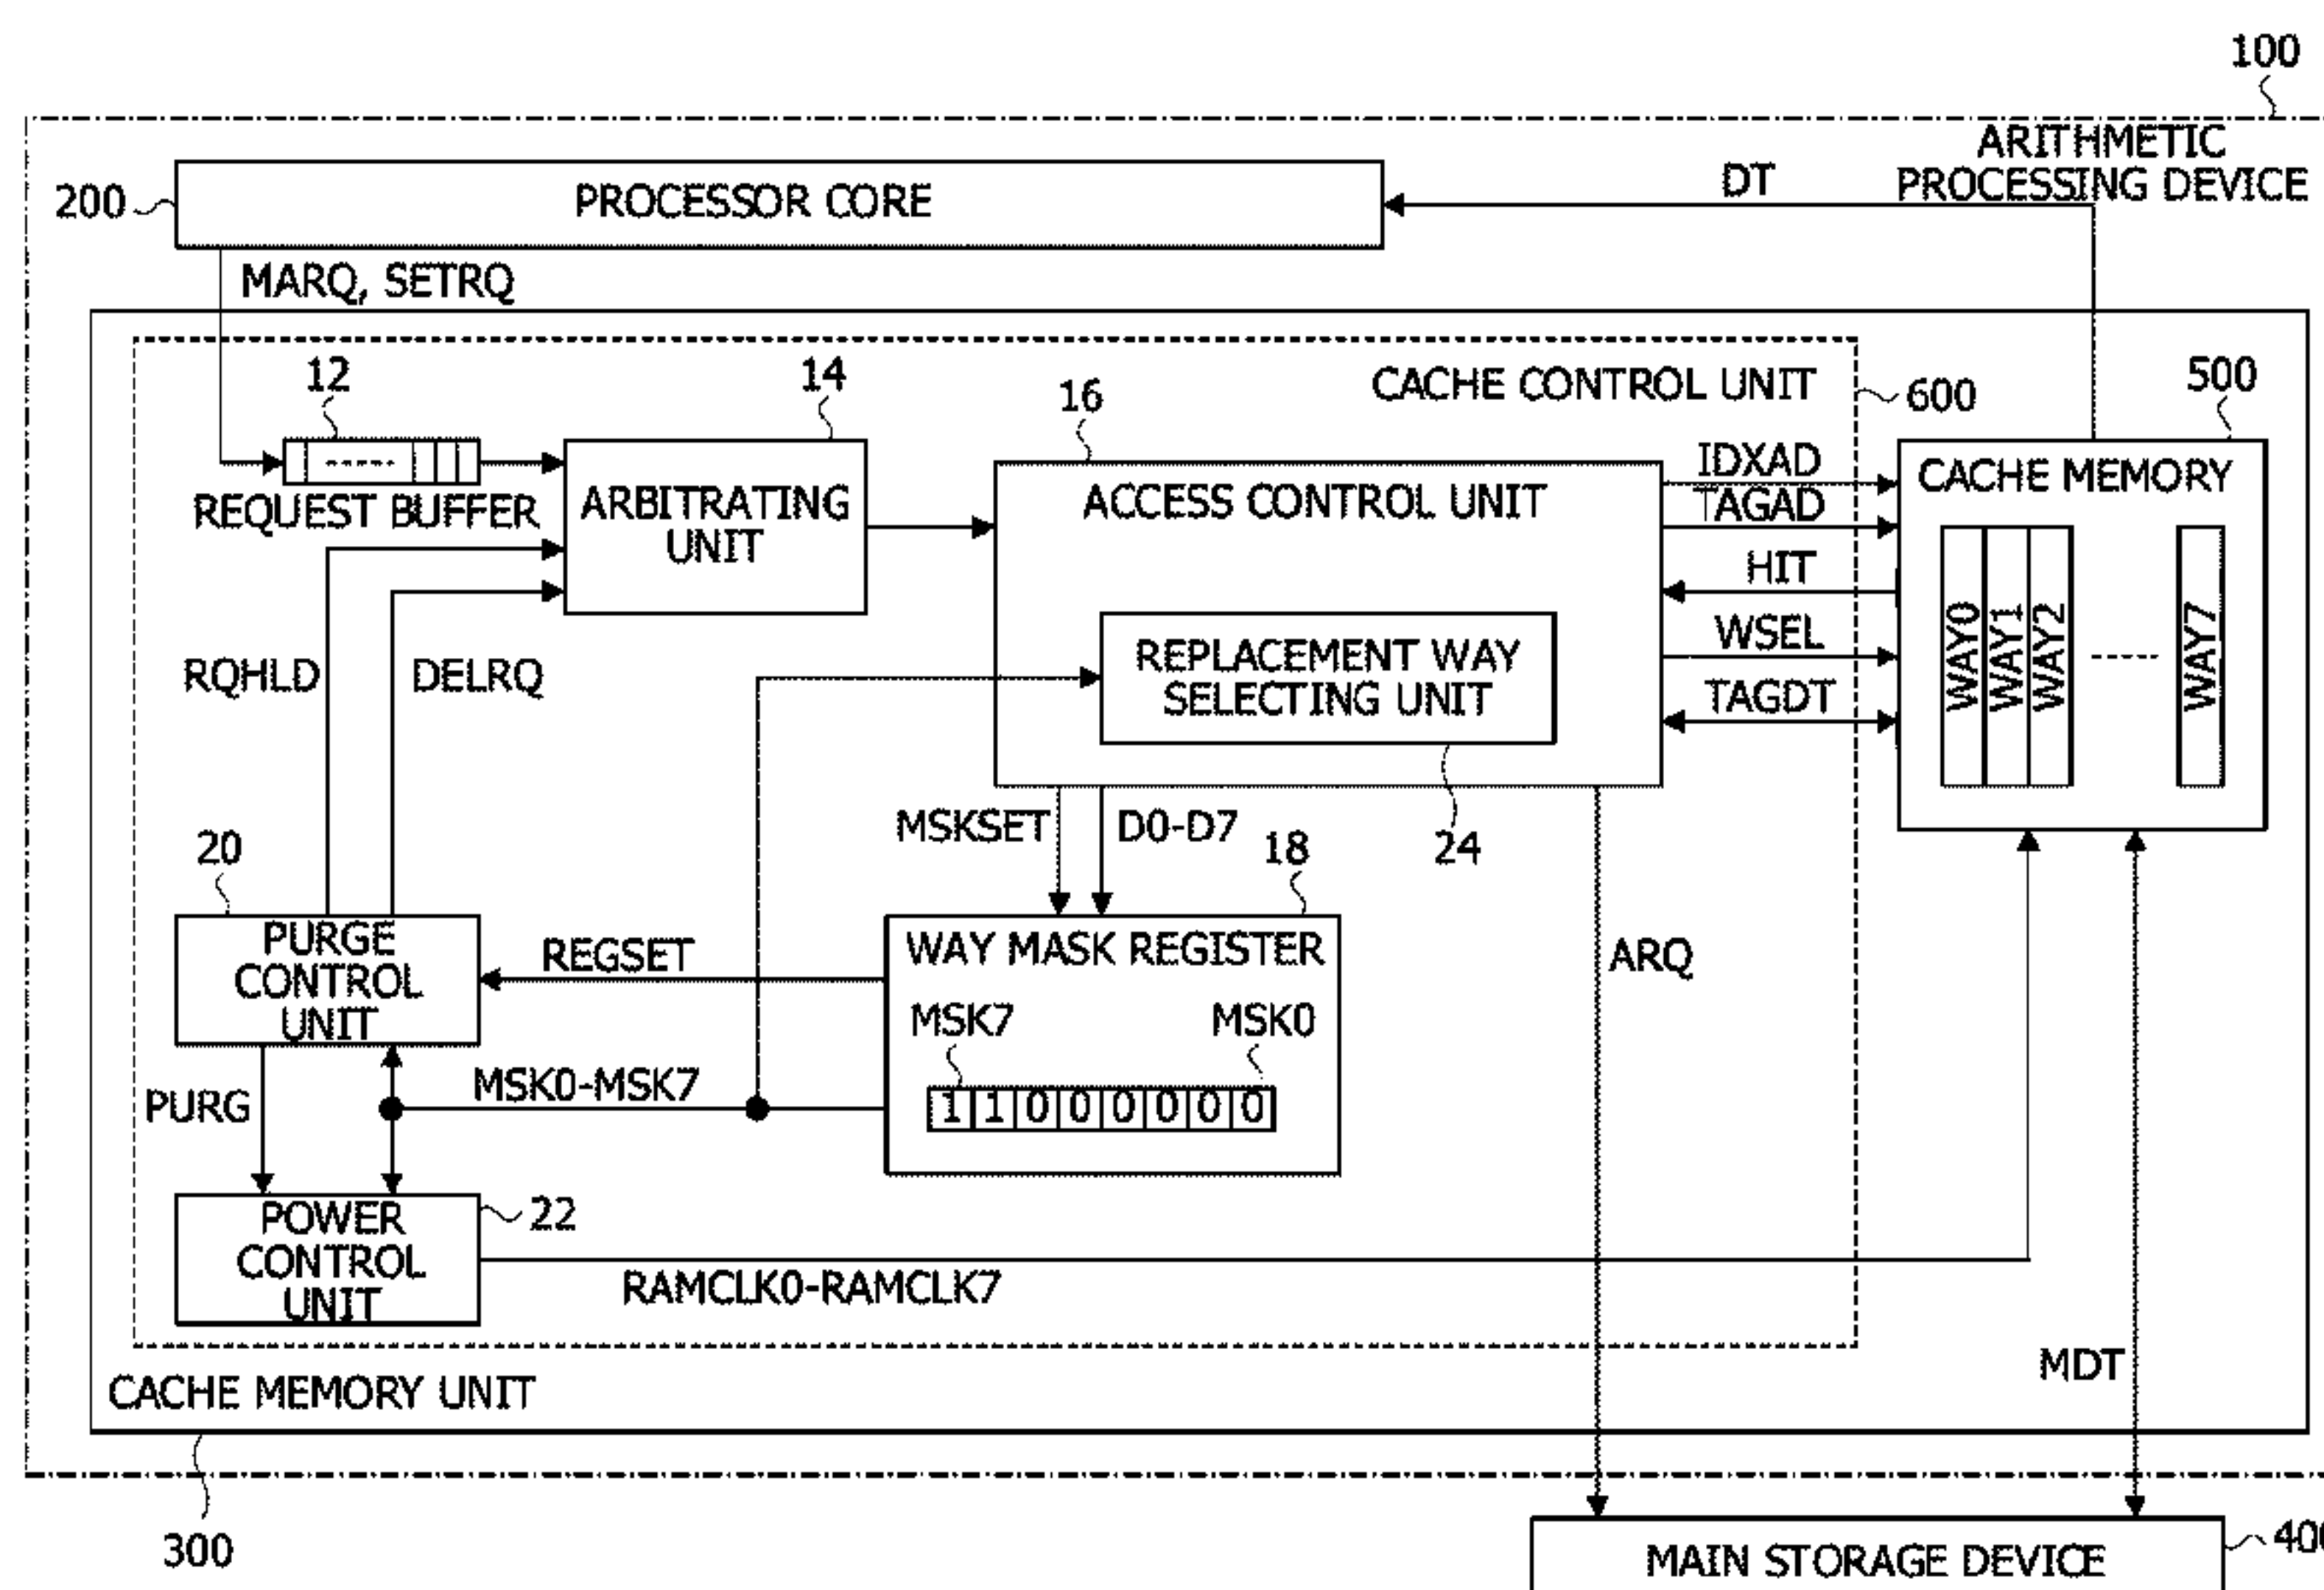 100
ARITHMETIC
PROCESSING DEVICE
DT
200
PROCESSOR CORE
MARQ, SETRQ
12
14
16
CACHE CONTROL UNIT
600
500
REQUEST BUFFER
ARBITRATING
UNIT
ACCESS CONTROL UNIT
IDXAD
TAGAD
HIT
WSEL
TAGDT
CACHE MEMORY
WAY0
WAY1
WAY2
WAY7
RQHLD
DELRQ
REPLACEMENT WAY
SELECTING UNIT
24
MSKSET
D0-D7
18
20
PURGE
CONTROL
UNIT
REGSET
WAY MASK REGISTER
MSK7
MSK0
1 1 0 0 0 0 0 0
ARQ
PURG
MSK0-MSK7
POWER
CONTROL
UNIT
22
RAMCLK0-RAMCLK7
MDT
CACHE MEMORY UNIT
300
MAIN STORAGE DEVICE